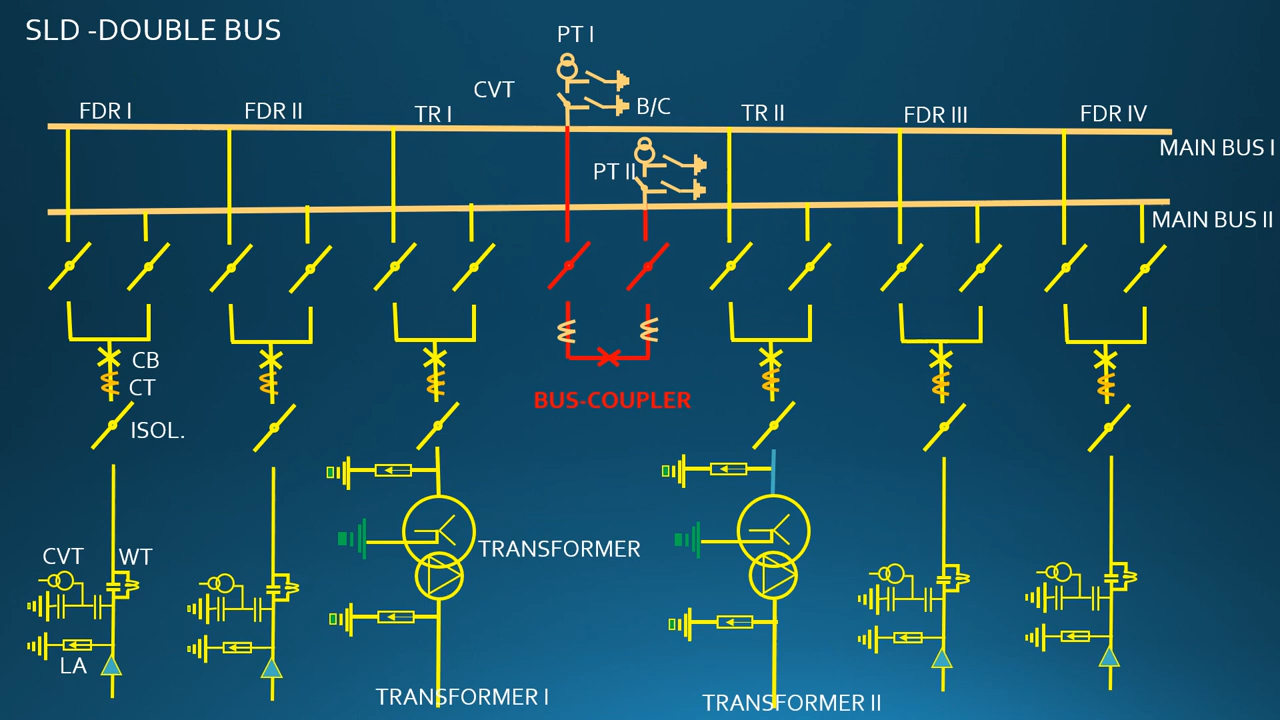 SLD -DOUBLE BUS
PT I
CVT
B/C
FDR I
FDR II
TR I
TR II
FDR III
FDR IV
MAIN BUS I
PT II
MAIN BUS II
CB
CT
BUS-COUPLER
ISOL.
CVT
WT
TRANSFORMER
LA
TRANSFORMER I
TRANSFORMER II